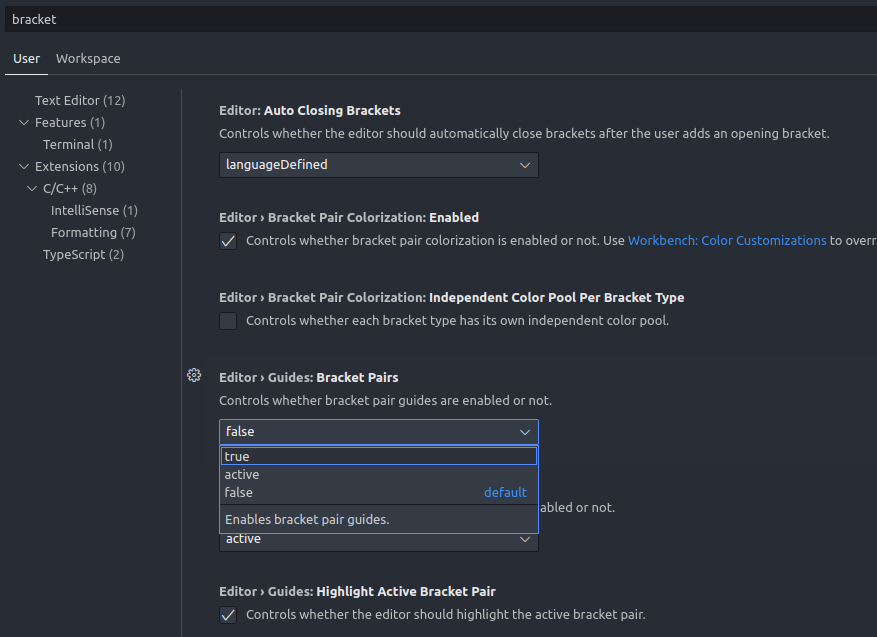 bracket
User
Workspace
Text Editor (12)
Features (1)
Terminal (1)
Extensions (10)
C/C++ (8)
IntelliSense (1)
Formatting (7)
TypeScript (2)
Editor: Auto Closing Brackets
Controls whether the editor should automatically close brackets after the user adds an opening bracket.
languageDefined
Editor › Bracket Pair Colorization: Enabled
Controls whether bracket pair colorization is enabled or not. Use Workbench: Color Customizations to overr
Editor › Bracket Pair Colorization: Independent Color Pool Per Bracket Type
Controls whether each bracket type has its own independent color pool.
Editor › Guides: Bracket Pairs
Controls whether bracket pair guides are enabled or not.
false
true
active
false default
abled or not.
Enables bracket pair guides.
active
Editor › Guides: Highlight Active Bracket Pair
Controls whether the editor should highlight the active bracket pair.